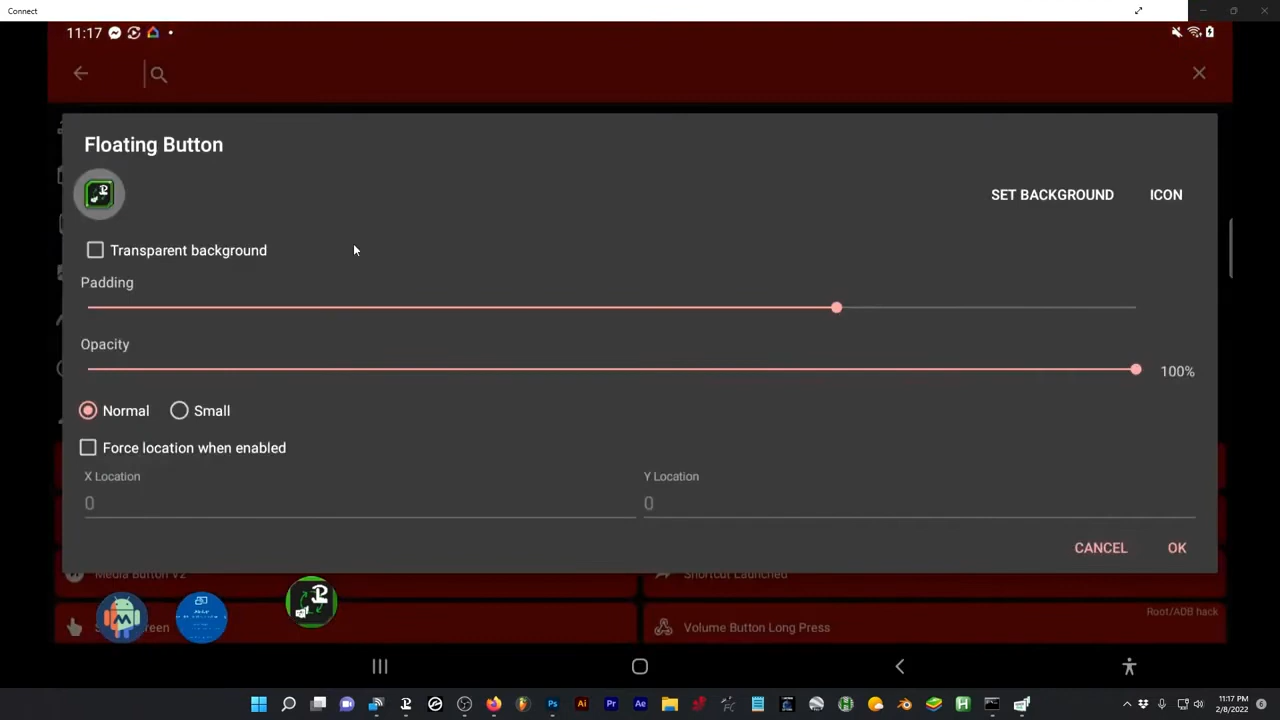 Connect
11:17
Floating Button
SET BACKGROUND
ICON
Transparent background
Padding
Opacity
100%
Normal
Small
Force location when enabled
X Location
Y Location
0
0
CANCEL
OK
Media Button V2
Shortcut Launched
Root/ADB hack
Volume Button Long Press
11:17 PM
2/8/2022